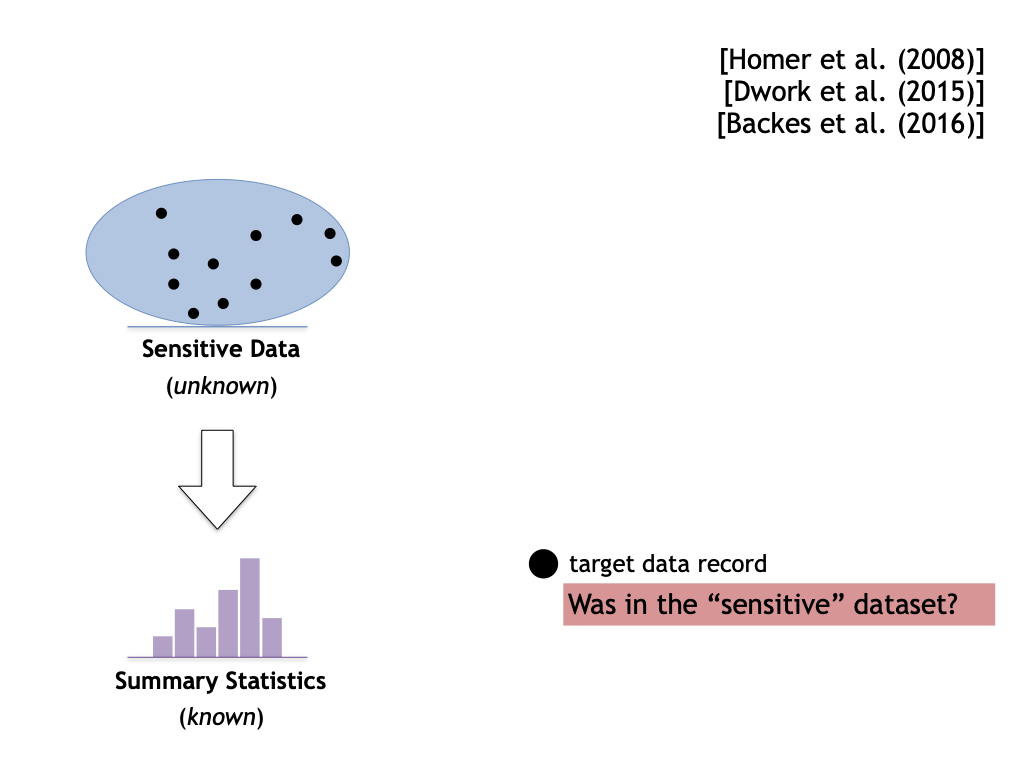 [Homer et al. (2008)]
[Dwork et al. (2015)]
[Backes et al. (2016)]
Sensitive Data
(unknown)
target data record
Was in the “sensitive” dataset?
Summary Statistics
(known)